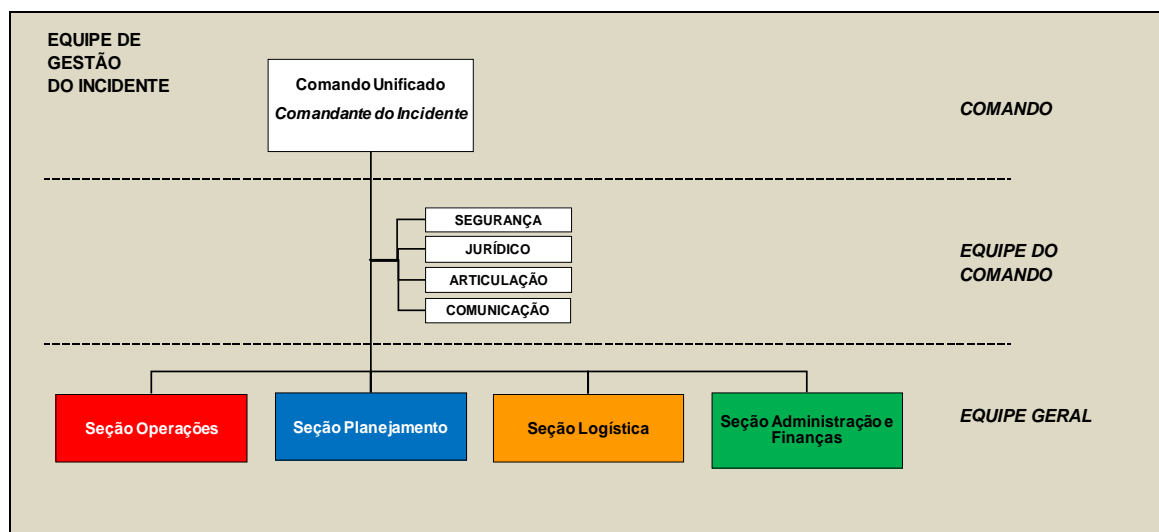 EQUIPE DE
GESTÃO
DO INCIDENTE
Comando Unificado
Comandante do Incidente
COMANDO
SEGURANÇA
JURÍDICO
ARTICULAÇÃO
COMUNICAÇÃO
EQUIPE DO
COMANDO
Seção Operações
Seção Planejamento
Seção Logística
Seção Administração e
Finanças
EQUIPE GERAL